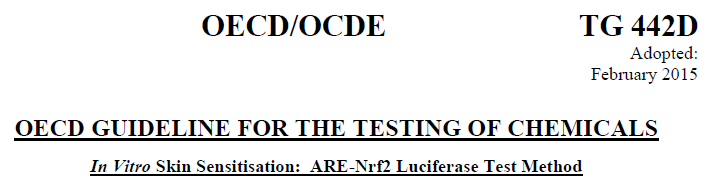 OECD/OCDE TG 442D
Adopted:
February 2015
OECD GUIDELINE FOR THE TESTING OF CHEMICALS
In Vitro Skin Sensitisation: ARE-Nrf2 Luciferase Test Method